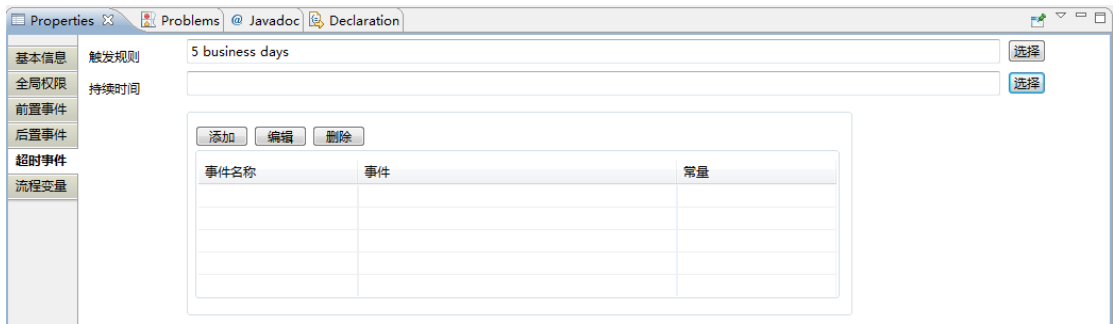 Properties Problems @ Javadoc Declaration
基本信息 触发规则 5 business days 选择
全局权限 持续时间 选择
前置事件
后置事件 添加 编辑 删除
超时事件 事件名称 事件 常量
流程变量